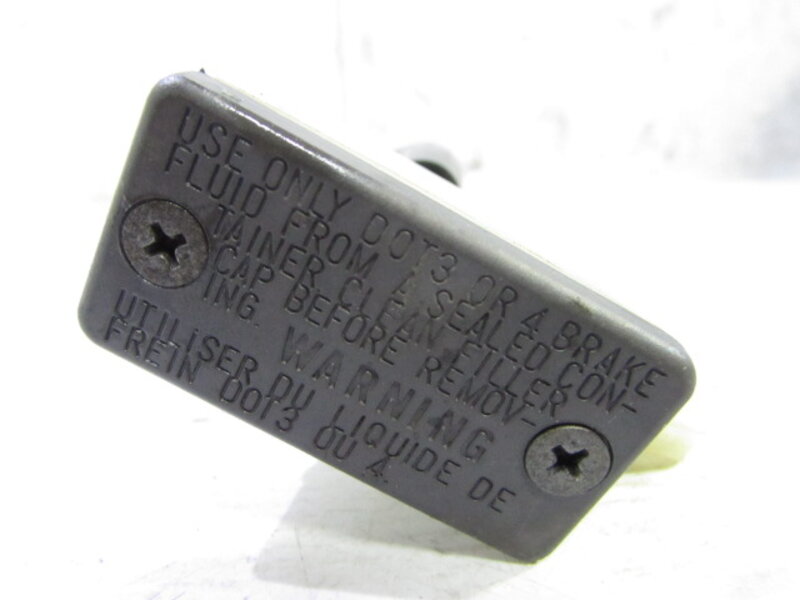 USE ONLY DOT3 OR 4 BRAKE
FLUID FROM A SEALED CON-
TAINER CLEAN FILLER
CAP BEFORE REMOV-
ING. WARNING
UTILISER DU LIQUIDE DE
FREIN DOT3 OU 4.